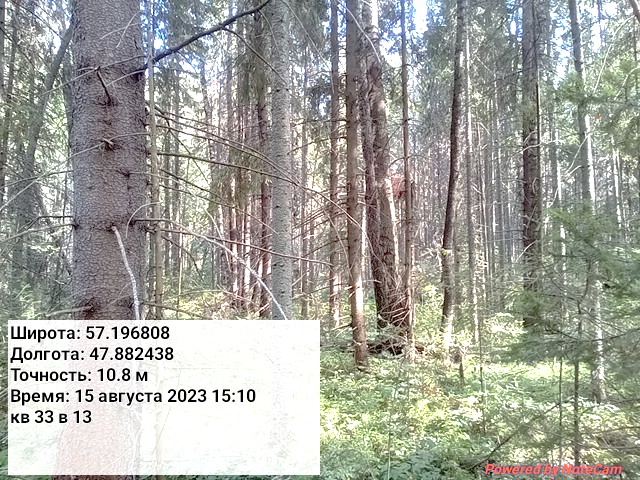 Широта: 57.196808
Долгота: 47.882438
Точность: 10.8 м
Время: 15 августа 2023 15:10
кв 33 в 13
Powered by NoteCam